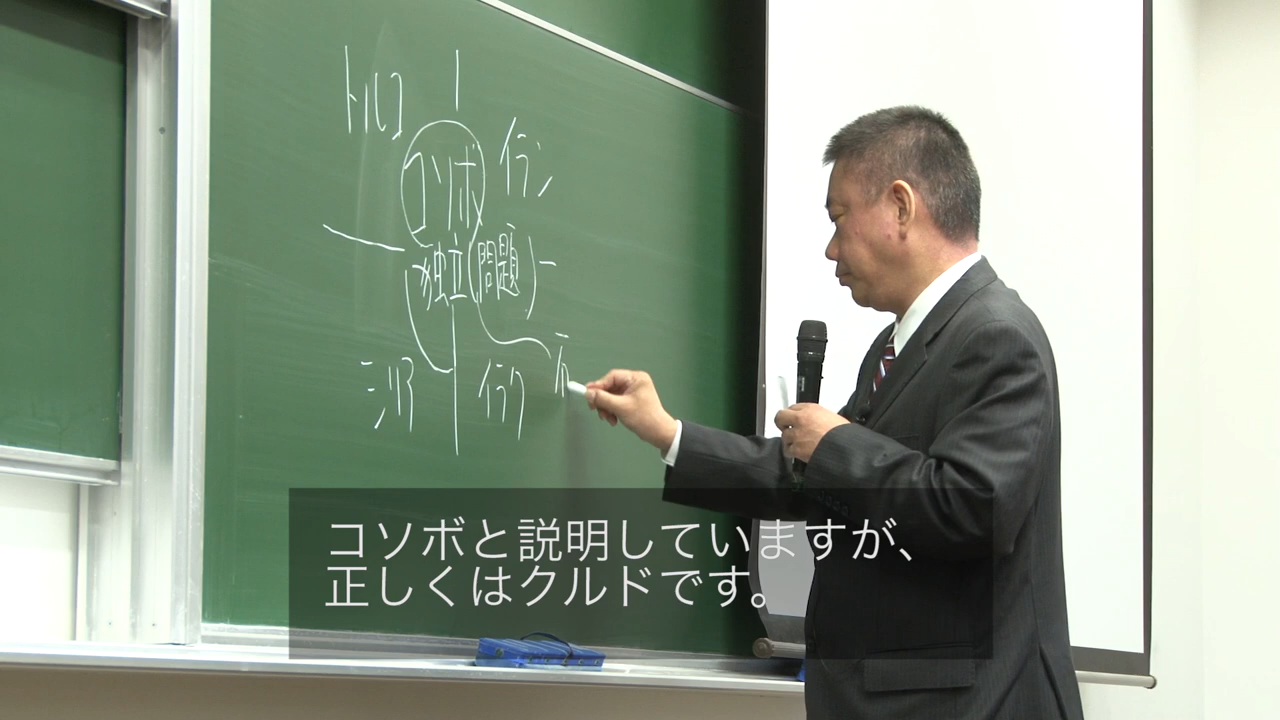 トルコ
コソボ
イラン
独立(問題)
シリア
イラク
コソボと説明していますが、
正しくはクルドです。